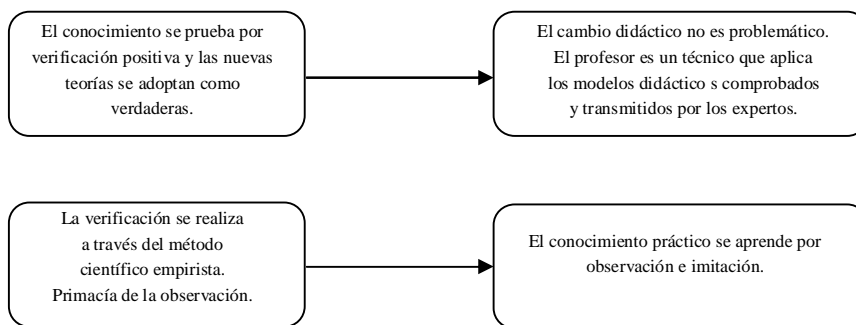 El conocimiento se prueba por
verificación positiva y las nuevas
teorías se adoptan como
verdaderas.
El cambio didáctico no es problemático.
El profesor es un técnico que aplica
los modelos didáctico s comprobados
y transmitidos por los expertos.
La verificación se realiza
a través del método
científico empirista.
Primacía de la observación.
El conocimiento práctico se aprende por
observación e imitación.